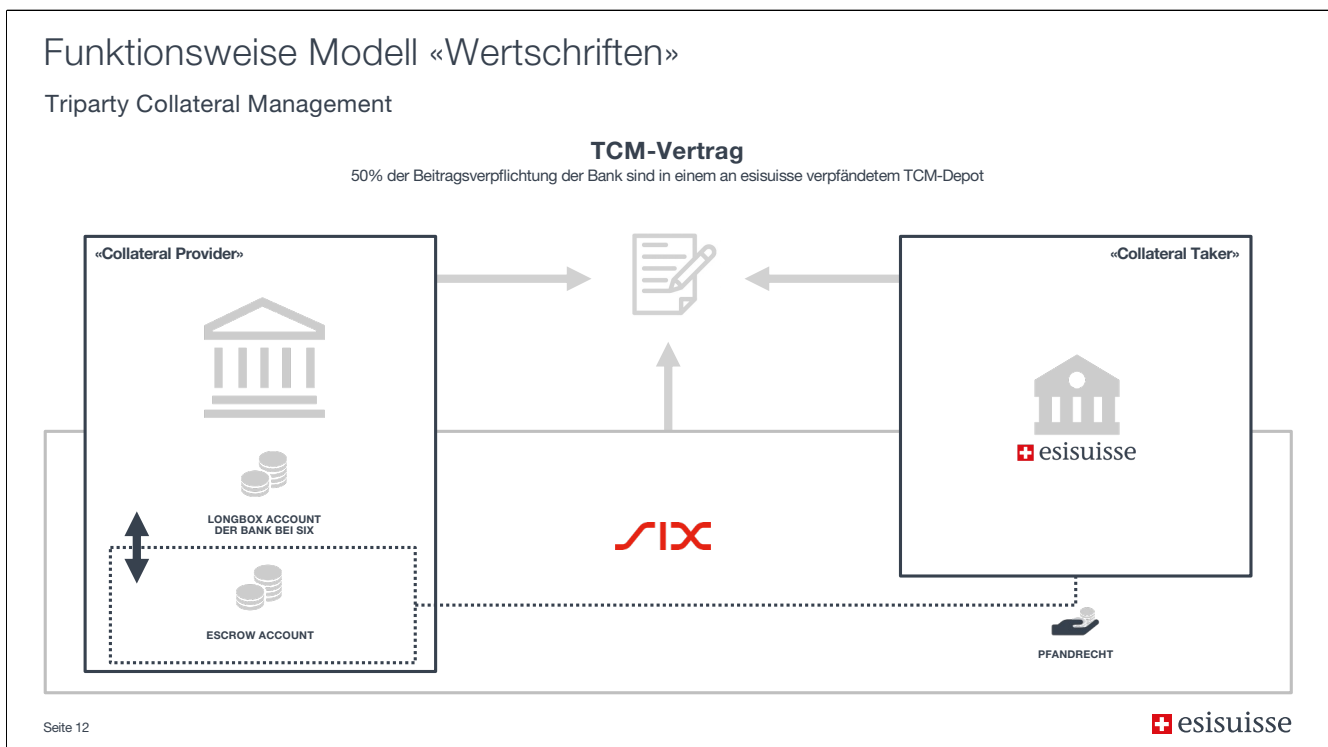 Funktionsweise Modell «Wertschriften»
Triparty Collateral Management
TCM-Vertrag
50% der Beitragsverpflichtung der Bank sind in einem an esisuisse verpfändetem TCM-Depot
«Collateral Provider»
«Collateral Taker»
esisuisse
LONGBOX ACCOUNT
DER BANK BEI SIX
SIX
ESCROW ACCOUNT
PFANDRECHT
Seite 12
esisuisse